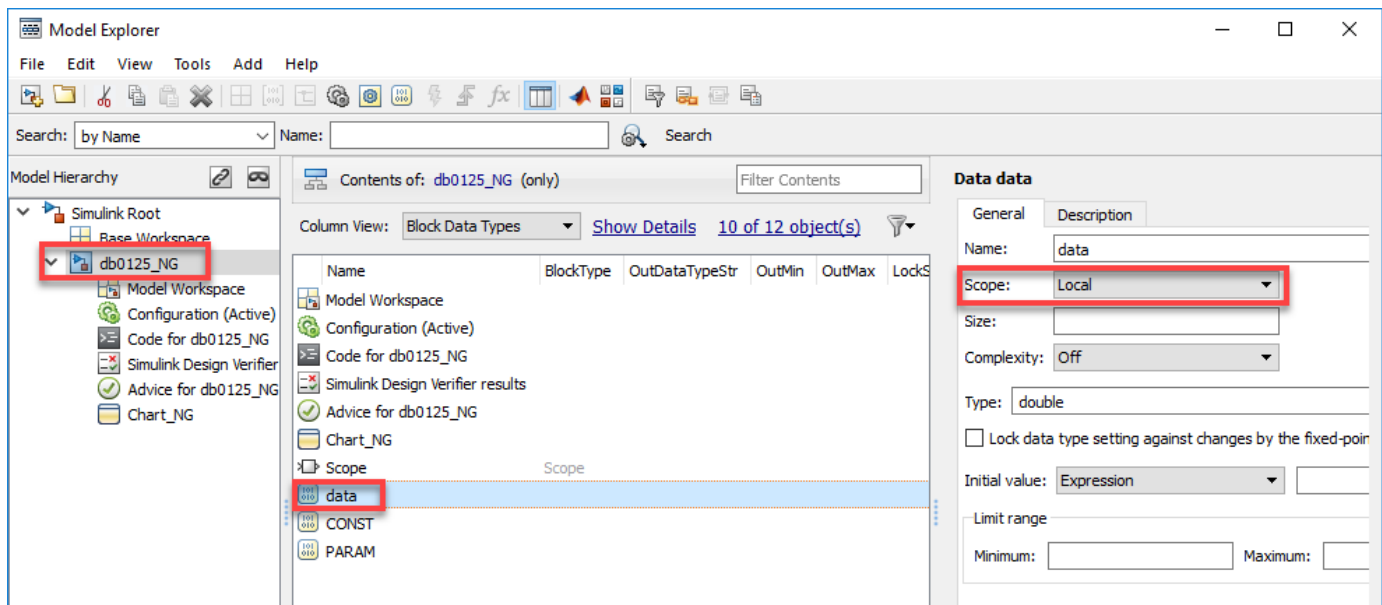 Model Explorer
File Edit View Tools Add Help
Search: by Name Name: Search
Model Hierarchy
Simulink Root
Base Workspace
db0125_NG
Model Workspace
Configuration (Active)
Code for db0125_NG
Simulink Design Verifier
Advice for db0125_NG
Chart_NG
Contents of: db0125_NG (only) Filter Contents
Column View: Block Data Types Show Details 10 of 12 object(s)
Name BlockType OutDataTypeStr OutMin OutMax LockS
Model Workspace
Configuration (Active)
Code for db0125_NG
Simulink Design Verifier results
Advice for db0125_NG
Chart_NG
Scope Scope
data
CONST
PARAM
Data data
General Description
Name: data
Scope: Local
Size:
Complexity: Off
Type: double
Lock data type setting against changes by the fixed-poin
Initial value: Expression
Limit range
Minimum: Maximum: